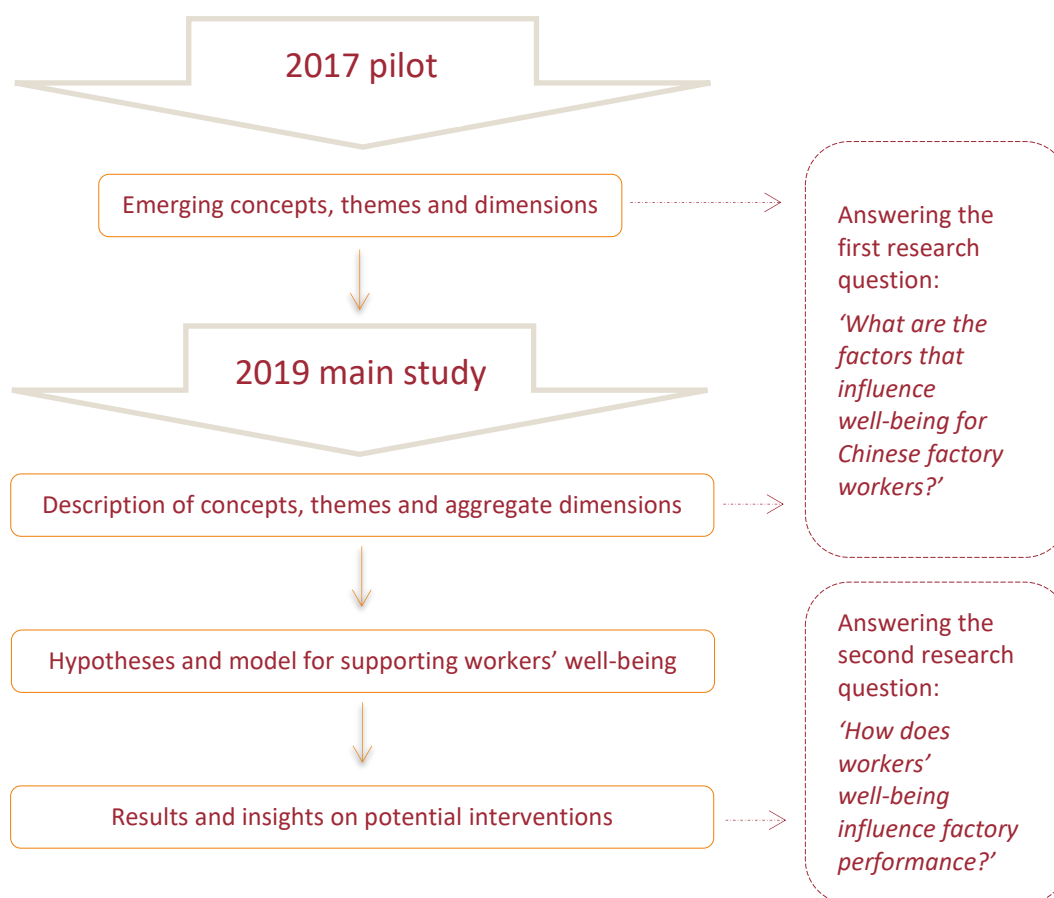 2017 pilot
Emerging concepts, themes and dimensions
2019 main study
Description of concepts, themes and aggregate dimensions
Hypotheses and model for supporting workers’ well-being
Results and insights on potential interventions
Answering the
first research
question:
‘What are the
factors that
influence
well-being for
Chinese factory
workers?’
Answering the
second research
question:
‘How does
workers’
well-being
influence factory
performance?’